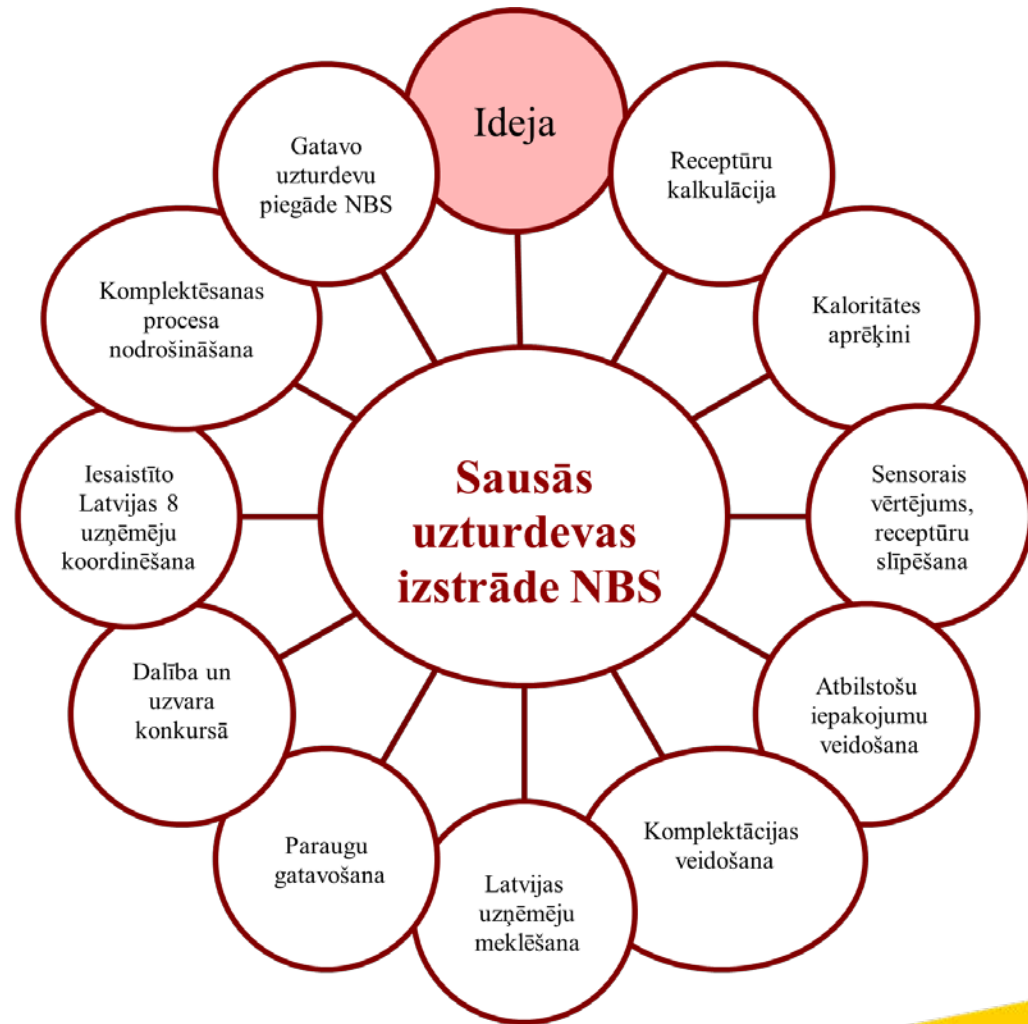 Ideja
Receptūru
kalkulācija
Kaloritātes
aprēķini
Sensorais
vērtējums,
receptūru
slīpēšana
Atbilstošu
iepakojumu
veidošana
Komplektācijas
veidošana
Latvijas
uzņēmēju
meklēšana
Paraugu
gatavošana
Dalība un
uzvara
konkursā
Iesaistīto
Latvijas 8
uzņēmēju
koordinēšana
Komplektēsanas
procesa
nodrošināšana
Gatavo
uzturdevu
piegāde NBS
Sausās
uzturdevas
izstrāde NBS